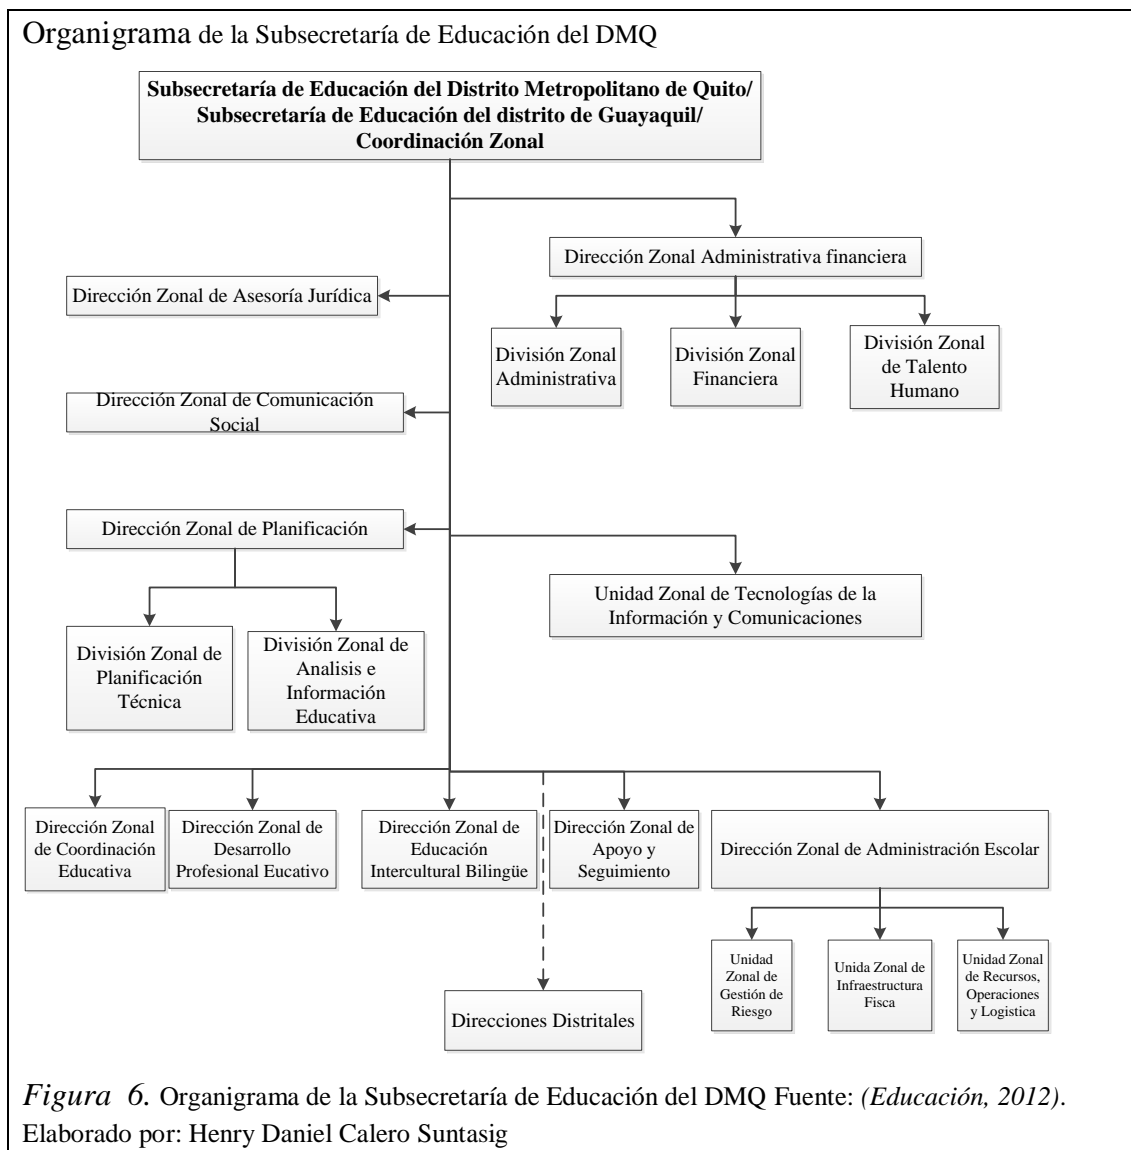 Organigrama de la Subsecretaría de Educación del DMQ
Subsecretaría de Educación del Distrito Metropolitano de Quito/
Subsecretaría de Educación del distrito de Guayaquil/
Coordinación Zonal
Dirección Zonal Administrativa financiera
Dirección Zonal de Asesoría Jurídica
División Zonal
Administrativa
División Zonal
Financiera
División Zonal
de Talento
Humano
Dirección Zonal de Comunicación
Social
Dirección Zonal de Planificación
Unidad Zonal de Tecnologías de la
Información y Comunicaciones
División Zonal de
Planificación
Técnica
División Zonal de
Analisis e
Información
Educativa
Dirección Zonal
de Coordinación
Educativa
Dirección Zonal de
Desarrollo
Profesional Eucativo
Dirección Zonal de
Educación
Intercultural Bilingüe
Dirección Zonal de
Apoyo y
Seguimiento
Dirección Zonal de Administración Escolar
Unidad
Zonal de
Gestión de
Riesgo
Unida Zonal de
Infraestructura
Fisca
Unidad Zonal
de Recursos,
Operaciones
y Logistica
Direcciones Distritales
Figura 6. Organigrama de la Subsecretaría de Educación del DMQ Fuente: (Educación, 2012).
Elaborado por: Henry Daniel Calero Suntasig